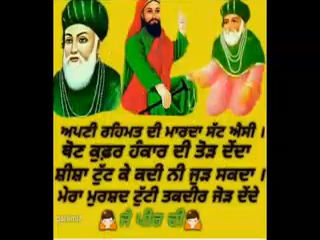 ਅਪਣੀ ਰਹਿਮਤ ਦੀ ਮਾਰਦਾ ਸੱਟ ਐਸੀ ।
ਬੋਟ ਕੁਫ਼ਰ ਹੰਕਾਰ ਦੀ ਤੋੜ ਦੇਂਦਾ
ਸ਼ੀਸ਼ਾ ਟੁੱਟ ਕੇ ਕਦੀ ਨੀ ਜੁੜ ਸਕਦਾ ।
ਮੇਰਾ ਮੁਰਸ਼ਦ ਟੁੱਟੀ ਤਕਦੀਰ ਜੋੜ ਦੇਂਦੇ
🙏ਜੈ ਪੀਰ ਜੀ🙏